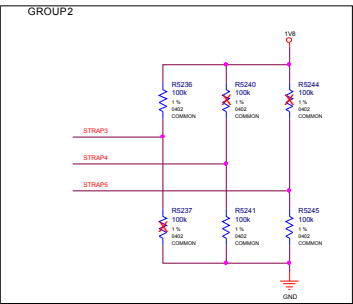 GROUP2
1V8
R5236
100k
1 %
0402
COMMON
R5240
100k
1 %
0402
COMMON
R5244
100k
1 %
0402
COMMON
STRAP3
STRAP4
STRAP5
R5237
100k
1 %
0402
COMMON
R5241
100k
1 %
0402
COMMON
R5245
100k
1 %
0402
COMMON
GND